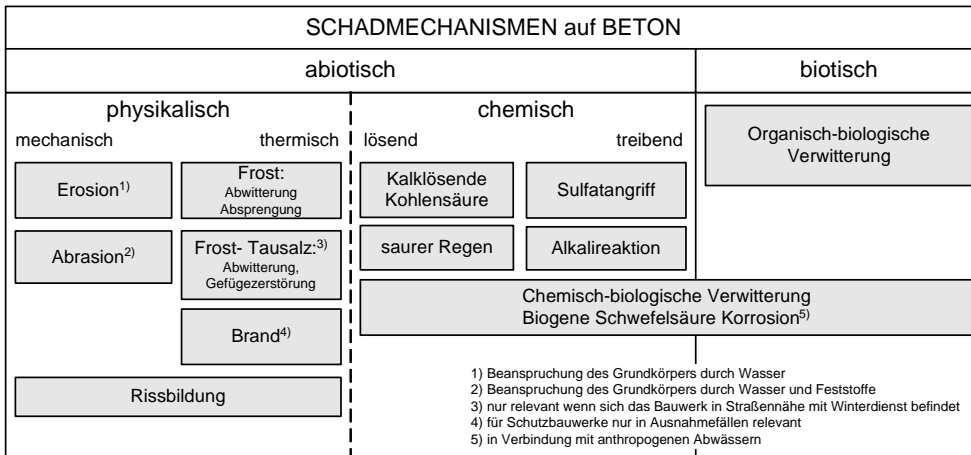 SCHADMECHANISMEN auf BETON
abiotisch
biotisch
physikalisch
chemisch
mechanisch
thermisch
lösend
treibend
Organisch-biologische
Verwitterung
Erosion1)
Frost:
Abwitterung
Absprengung
Kalklösende
Kohlensäure
Sulfatangriff
Abrasion2)
Frost- Tausalz:3)
Abwitterung,
Gefügezerstörung
saurer Regen
Alkalireaktion
Chemisch-biologische Verwitterung
Biogene Schwefelsäure Korrosion5)
Brand4)
Rissbildung
1) Beanspruchung des Grundkörpers durch Wasser
2) Beanspruchung des Grundkörpers durch Wasser und Feststoffe
3) nur relevant wenn sich das Bauwerk in Straßennähe mit Winterdienst befindet
4) für Schutzbauwerke nur in Ausnahmefällen relevant
5) in Verbindung mit anthropogenen Abwässern